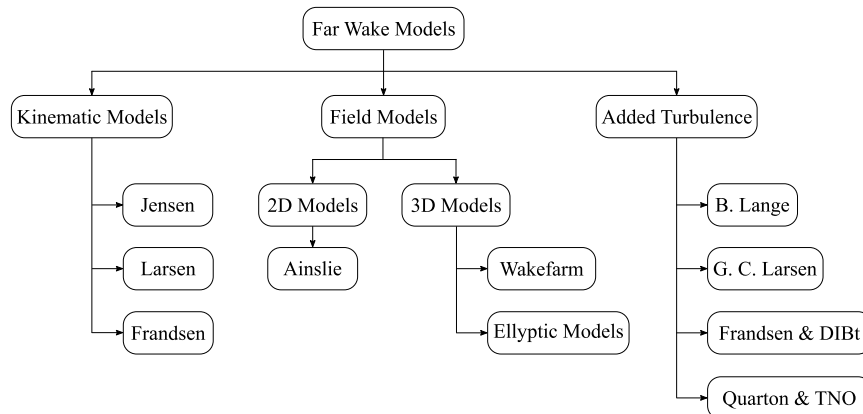 Far Wake Models
Kinematic Models
Field Models
Added Turbulence
Jensen
2D Models
3D Models
B. Lange
Larsen
Ainslie
Wakefarm
G. C. Larsen
Frandsen
Ellyptic Models
Frandsen & DIBt
Quarton & TNO